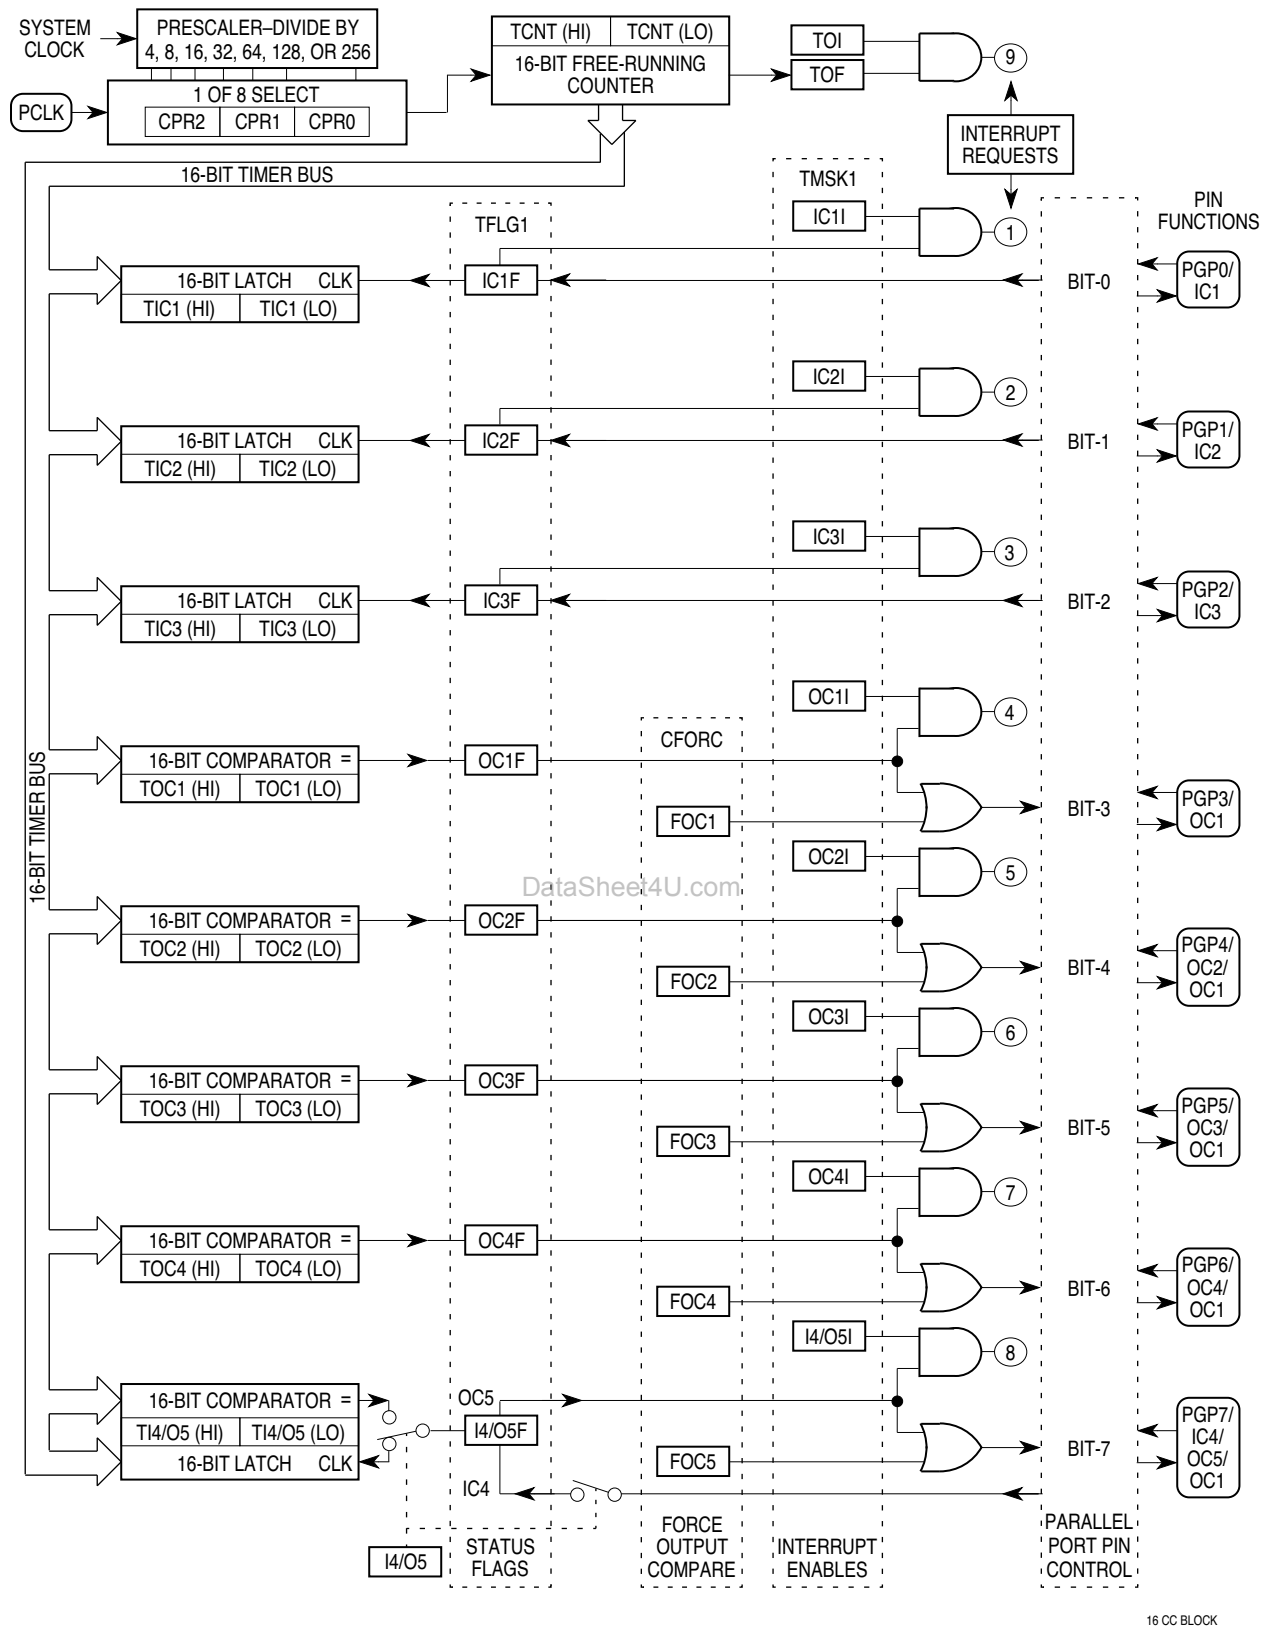 SYSTEM
CLOCK
PRESCALER–DIVIDE BY
4, 8, 16, 32, 64, 128, OR 256
PCLK
1 OF 8 SELECT
CPR2 CPR1 CPR0
TCNT (HI) TCNT (LO)
16-BIT FREE-RUNNING
COUNTER
TOI
TOF
9
INTERRUPT
REQUESTS
16-BIT TIMER BUS
16-BIT TIMER BUS
TFLG1
TMSK1
PIN
FUNCTIONS
IC1I
1
16-BIT LATCH CLK
TIC1 (HI) TIC1 (LO)
IC1F
BIT-0
PGP0/
IC1
IC2I
2
16-BIT LATCH CLK
TIC2 (HI) TIC2 (LO)
IC2F
BIT-1
PGP1/
IC2
IC3I
3
16-BIT LATCH CLK
TIC3 (HI) TIC3 (LO)
IC3F
BIT-2
PGP2/
IC3
OC1I
4
CFORC
16-BIT COMPARATOR =
TOC1 (HI) TOC1 (LO)
OC1F
FOC1
BIT-3
PGP3/
OC1
OC2I
5
DataSheet4U.com
16-BIT COMPARATOR =
TOC2 (HI) TOC2 (LO)
OC2F
FOC2
BIT-4
PGP4/
OC2/
OC1
OC3I
6
16-BIT COMPARATOR =
TOC3 (HI) TOC3 (LO)
OC3F
FOC3
BIT-5
PGP5/
OC3/
OC1
OC4I
7
16-BIT COMPARATOR =
TOC4 (HI) TOC4 (LO)
OC4F
FOC4
BIT-6
PGP6/
OC4/
OC1
I4/O5I
8
16-BIT COMPARATOR =
TI4/O5 (HI) TI4/O5 (LO)
16-BIT LATCH CLK
OC5
I4/O5F
IC4
FOC5
BIT-7
PGP7/
IC4/
OC5/
OC1
I4/O5
STATUS
FLAGS
FORCE
OUTPUT
COMPARE
INTERRUPT
ENABLES
PARALLEL
PORT PIN
CONTROL
16 CC BLOCK